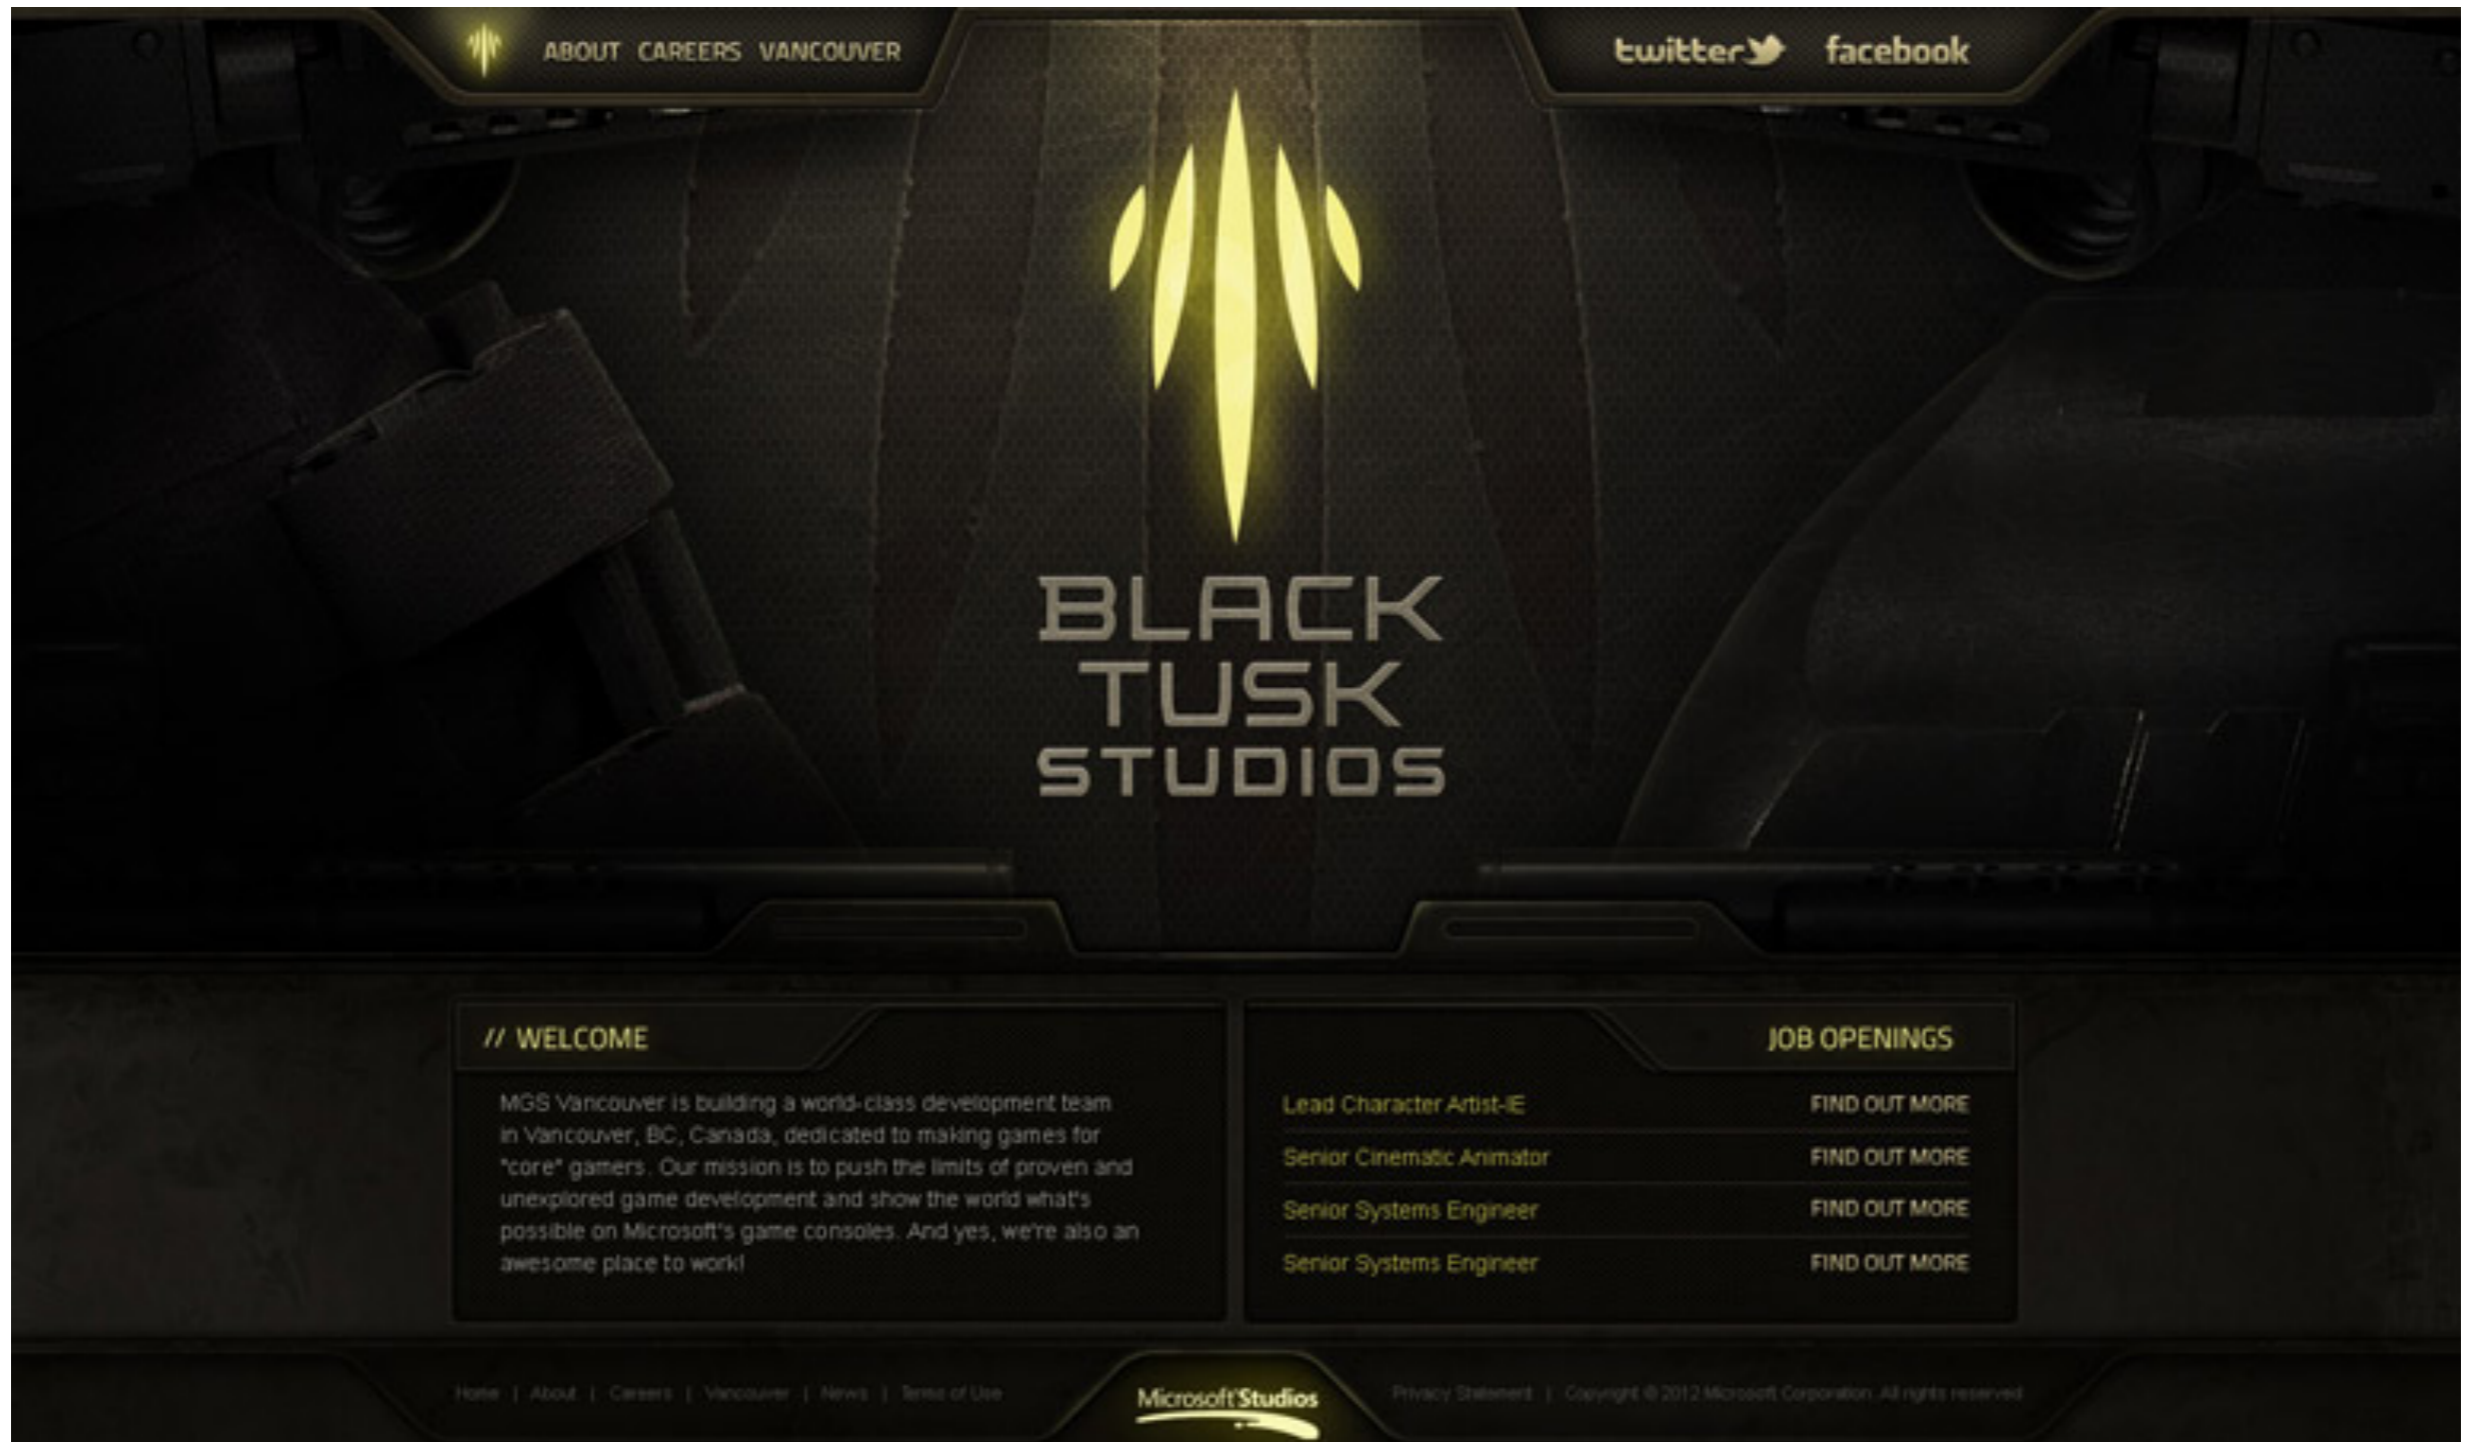 ABOUT CAREERS VANCOUVER
twitter facebook
BLACK
TUSK
STUDIOS
// WELCOME
MGS Vancouver is building a world-class development team
in Vancouver, BC, Canada, dedicated to making games for
"core" gamers. Our mission is to push the limits of proven and
unexplored game development and show the world what's
possible on Microsoft's game consoles. And yes, we're also an
awesome place to work!
JOB OPENINGS
Lead Character Artist-IE FIND OUT MORE
Senior Cinematic Animator FIND OUT MORE
Senior Systems Engineer FIND OUT MORE
Senior Systems Engineer FIND OUT MORE
Home | About | Careers | Vancouver | News | Terms of Use
Microsoft Studios
Privacy Statement | Copyright © 2012 Microsoft Corporation. All rights reserved